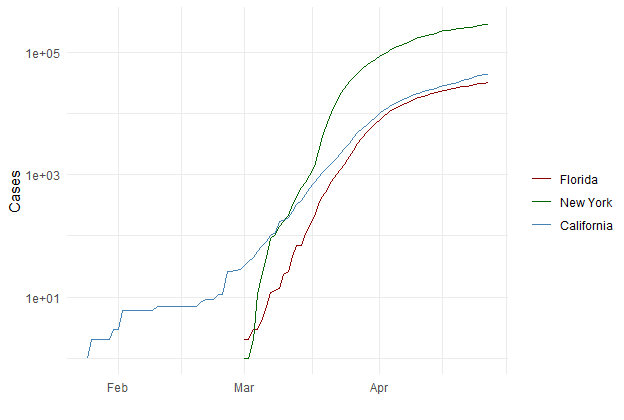 1e+05
1e+03
1e+01
Cases
Feb
Mar
Apr
Florida
New York
California